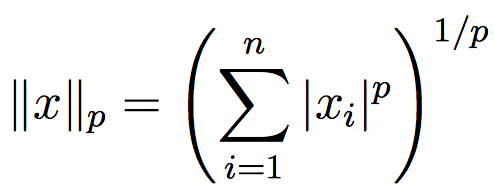 ‖x‖_p = ( ∑_{i=1}^{n} |x_i|^p )^{1/p}